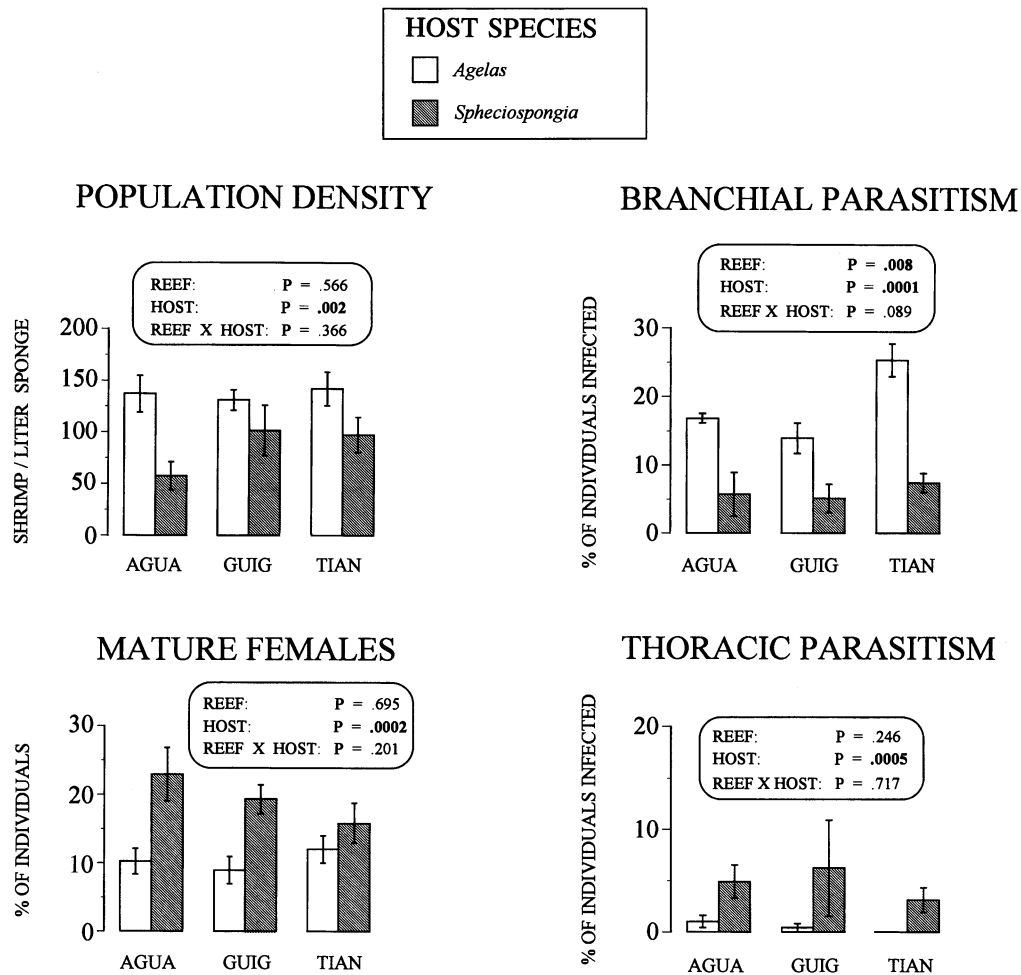 HOST SPECIES
Agelas
Spheciospongia
POPULATION DENSITY
REEF: P = .566
HOST: P = .002
REEF X HOST: P = .366
SHRIMP / LITER SPONGE
200
150
100
50
0
AGUA GUIG TIAN
BRANCHIAL PARASITISM
REEF: P = .008
HOST: P = .0001
REEF X HOST: P = .089
% OF INDIVIDUALS INFECTED
30
20
10
0
AGUA GUIG TIAN
MATURE FEMALES
REEF: P = .695
HOST: P = .0002
REEF X HOST: P = .201
% OF INDIVIDUALS
30
20
10
0
AGUA GUIG TIAN
THORACIC PARASITISM
REEF: P = .246
HOST: P = .0005
REEF X HOST: P = .717
% OF INDIVIDUALS INFECTED
20
10
0
AGUA GUIG TIAN